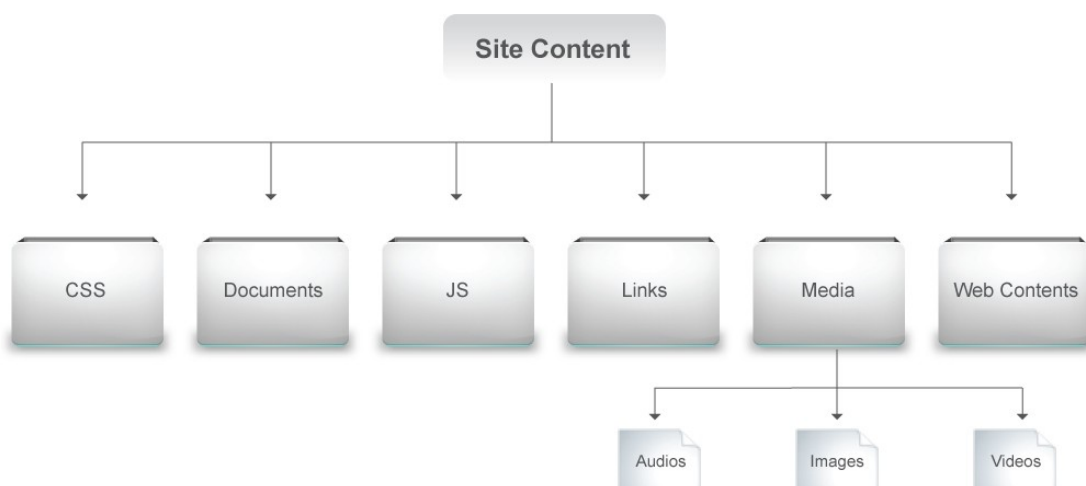 Site Content
CSS
Documents
JS
Links
Media
Web Contents
Audios
Images
Videos